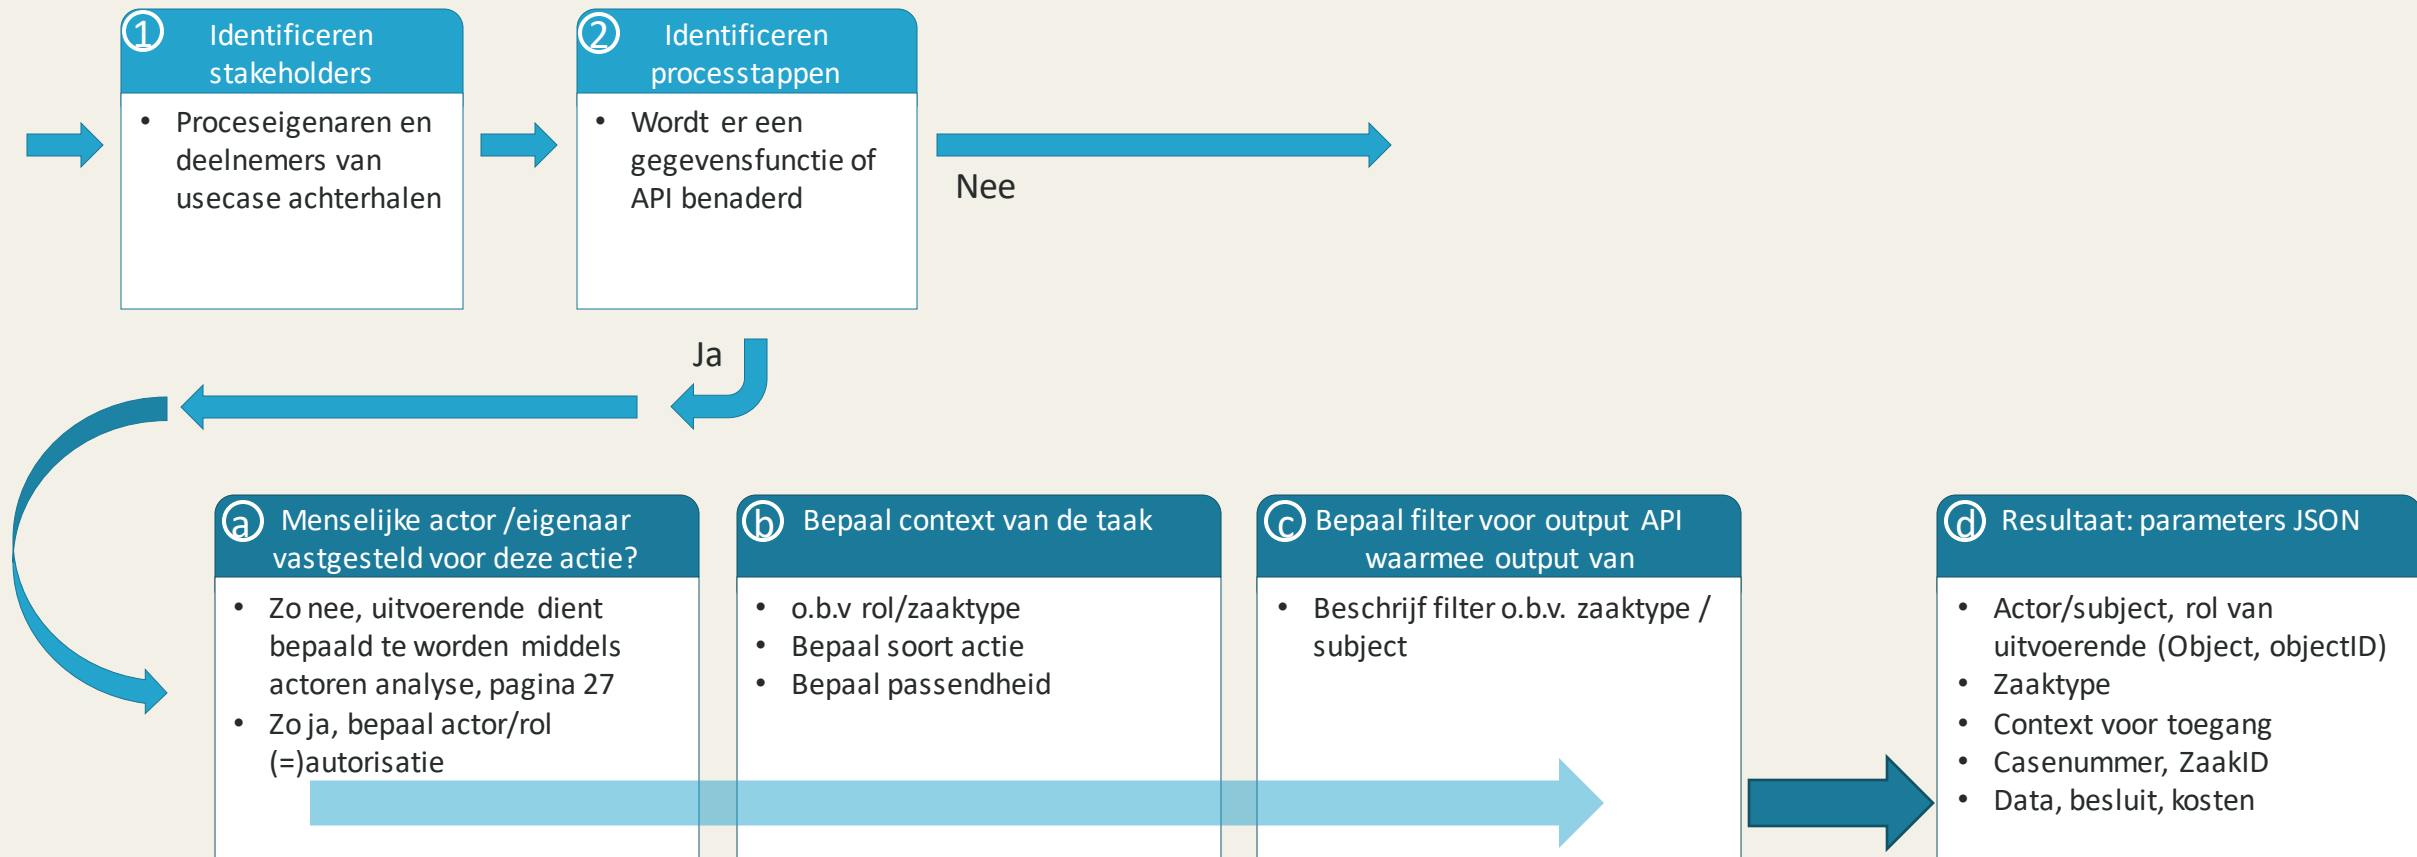 1
Identificeren
stakeholders
• Proceseigenaren en
deelnemers van
usecase achterhalen
2
Identificeren
processtappen
• Wordt er een
gegevensfunctie of
API benaderd
Nee
Ja
a
Menselijke actor /eigenaar
vastgesteld voor deze actie?
• Zo nee, uitvoerende dient
bepaald te worden middels
actoren analyse, pagina 27
• Zo ja, bepaal actor/rol
(=)autorisatie
b
Bepaal context van de taak
• o.b.v rol/zaaktype
• Bepaal soort actie
• Bepaal passendheid
c
Bepaal filter voor output API
waarmee output van
• Beschrijf filter o.b.v. zaaktype /
subject
d
Resultaat: parameters JSON
• Actor/subject, rol van
uitvoerende (Object, objectID)
• Zaaktype
• Context voor toegang
• Casenummer, ZaakID
• Data, besluit, kosten